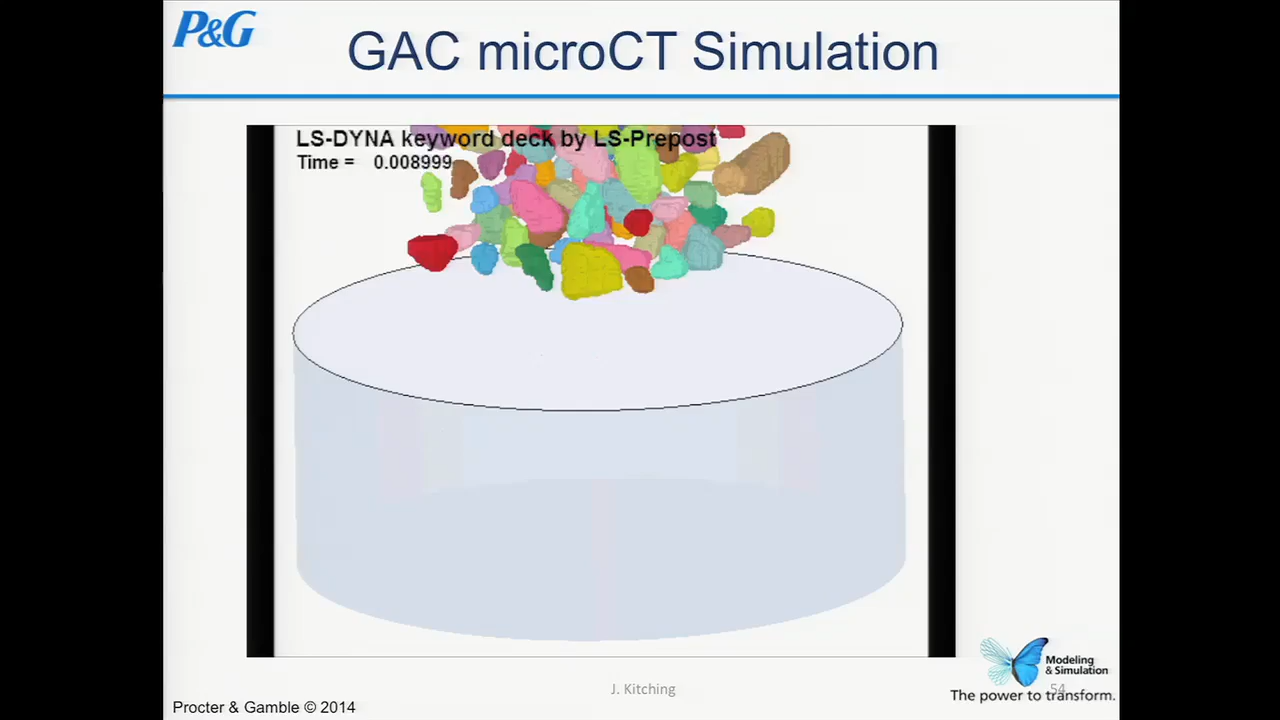 P&G
GAC microCT Simulation
LS-DYNA keyword deck by LS-Prepost
Time = 0.008999
Modeling
& Simulation
The power to transform.
J. Kitching
54
Procter & Gamble © 2014